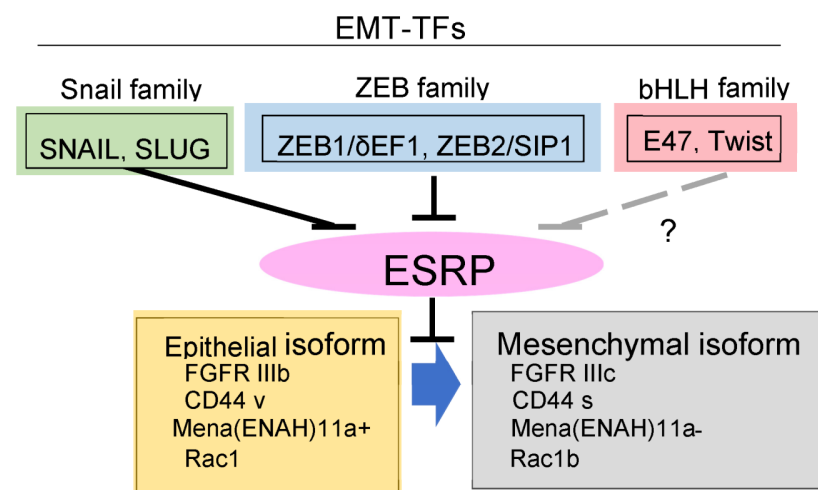 EMT-TFs
Snail family
ZEB family
bHLH family
SNAIL, SLUG
ZEB1/δEF1, ZEB2/SIP1
E47, Twist
?
ESRP
Epithelial isoform
FGFR IIIb
CD44 v
Mena(ENAH)11a+
Rac1
Mesenchymal isoform
FGFR IIIc
CD44 s
Mena(ENAH)11a-
Rac1b